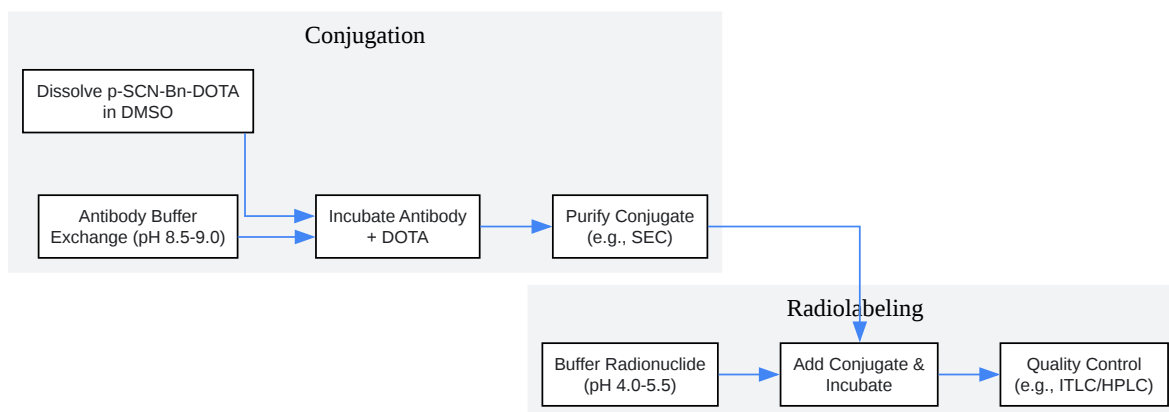 Conjugation
Dissolve p-SCN-Bn-DOTA
in DMSO
Antibody Buffer
Exchange (pH 8.5-9.0)
Incubate Antibody
+ DOTA
Purify Conjugate
(e.g., SEC)
Radiolabeling
Buffer Radionuclide
(pH 4.0-5.5)
Add Conjugate &
Incubate
Quality Control
(e.g., ITLC/HPLC)